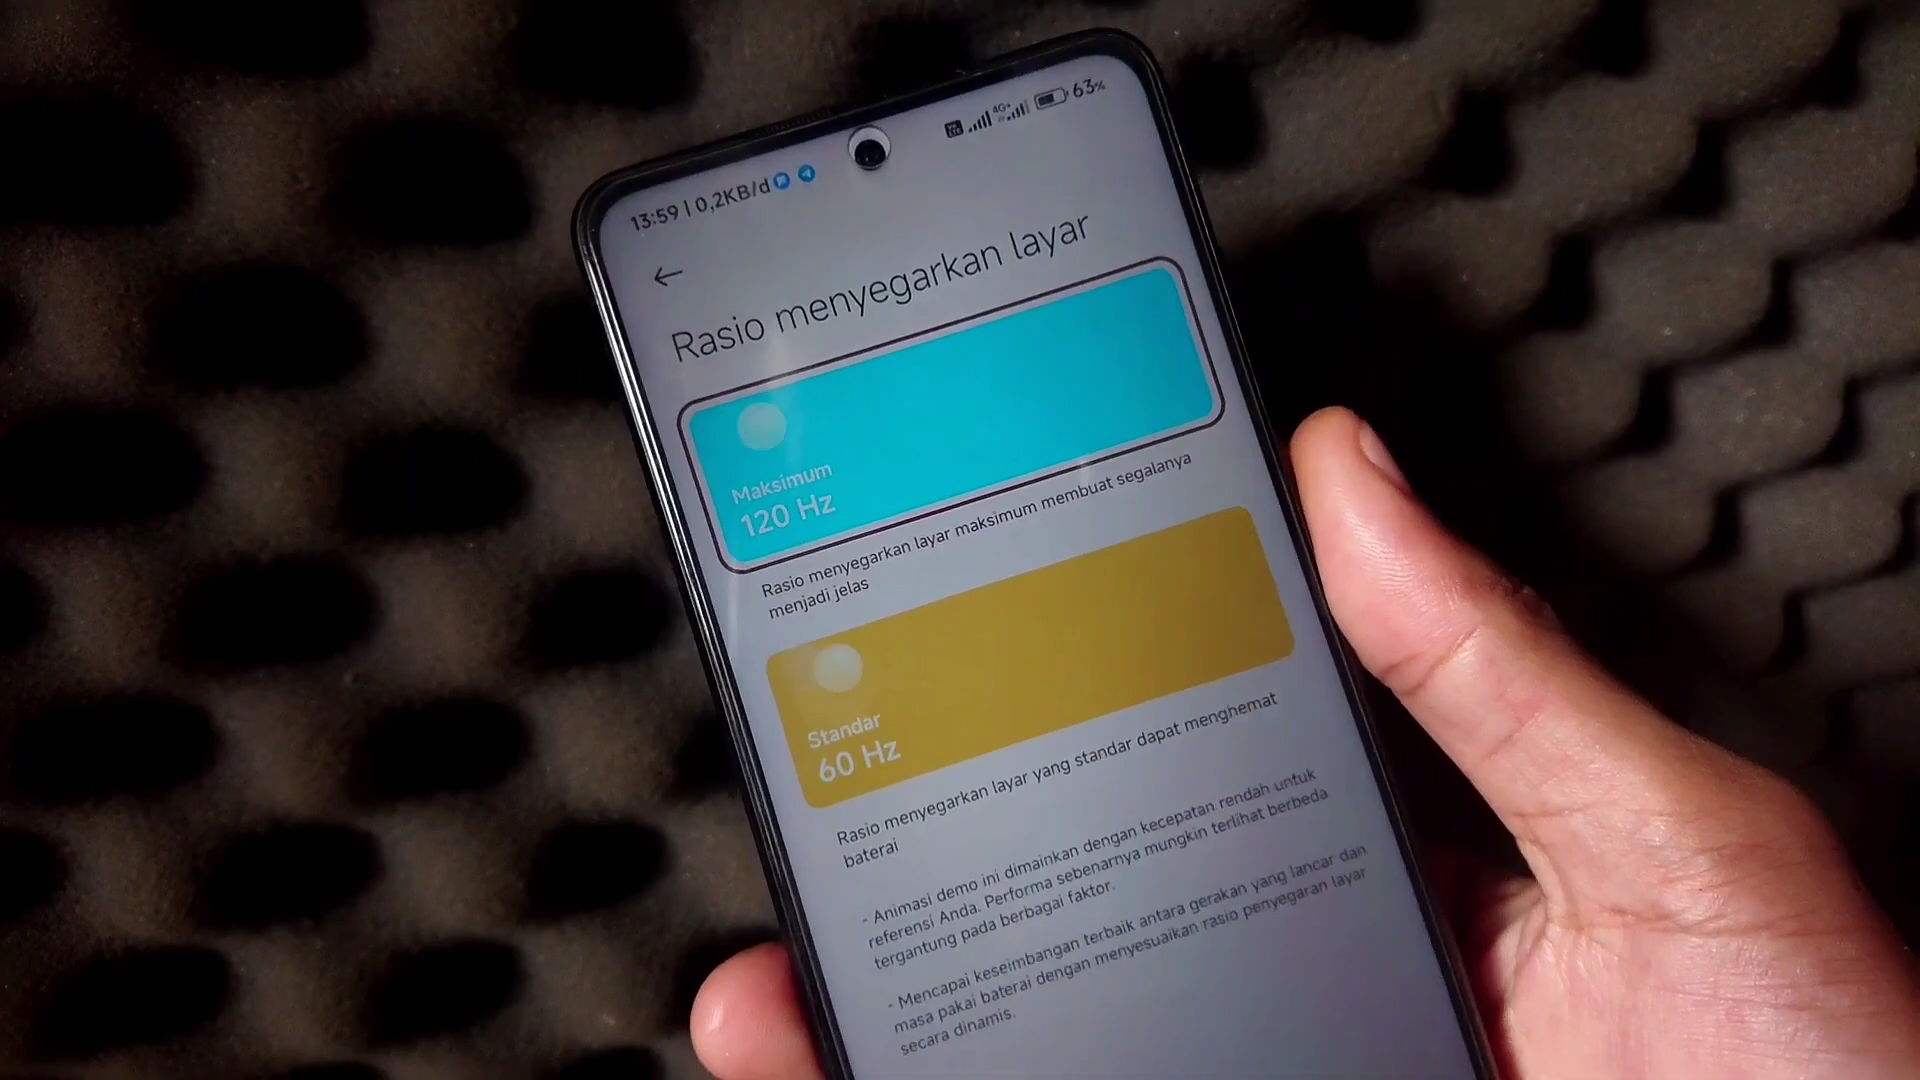 13:59 | 0,2KB/d
4G+
63%
Rasio menyegarkan layar
Maksimum
120 Hz
Rasio menyegarkan layar maksimum membuat segalanya
menjadi jelas
Standar
60 Hz
Rasio menyegarkan layar yang standar dapat menghemat
baterai
- Animasi demo ini dimainkan dengan kecepatan rendah untuk
referensi Anda. Performa sebenarnya mungkin terlihat berbeda
tergantung pada berbagai faktor.
- Mencapai keseimbangan terbaik antara gerakan yang lancar dan
masa pakai baterai dengan menyesuaikan rasio penyegaran layar
secara dinamis.